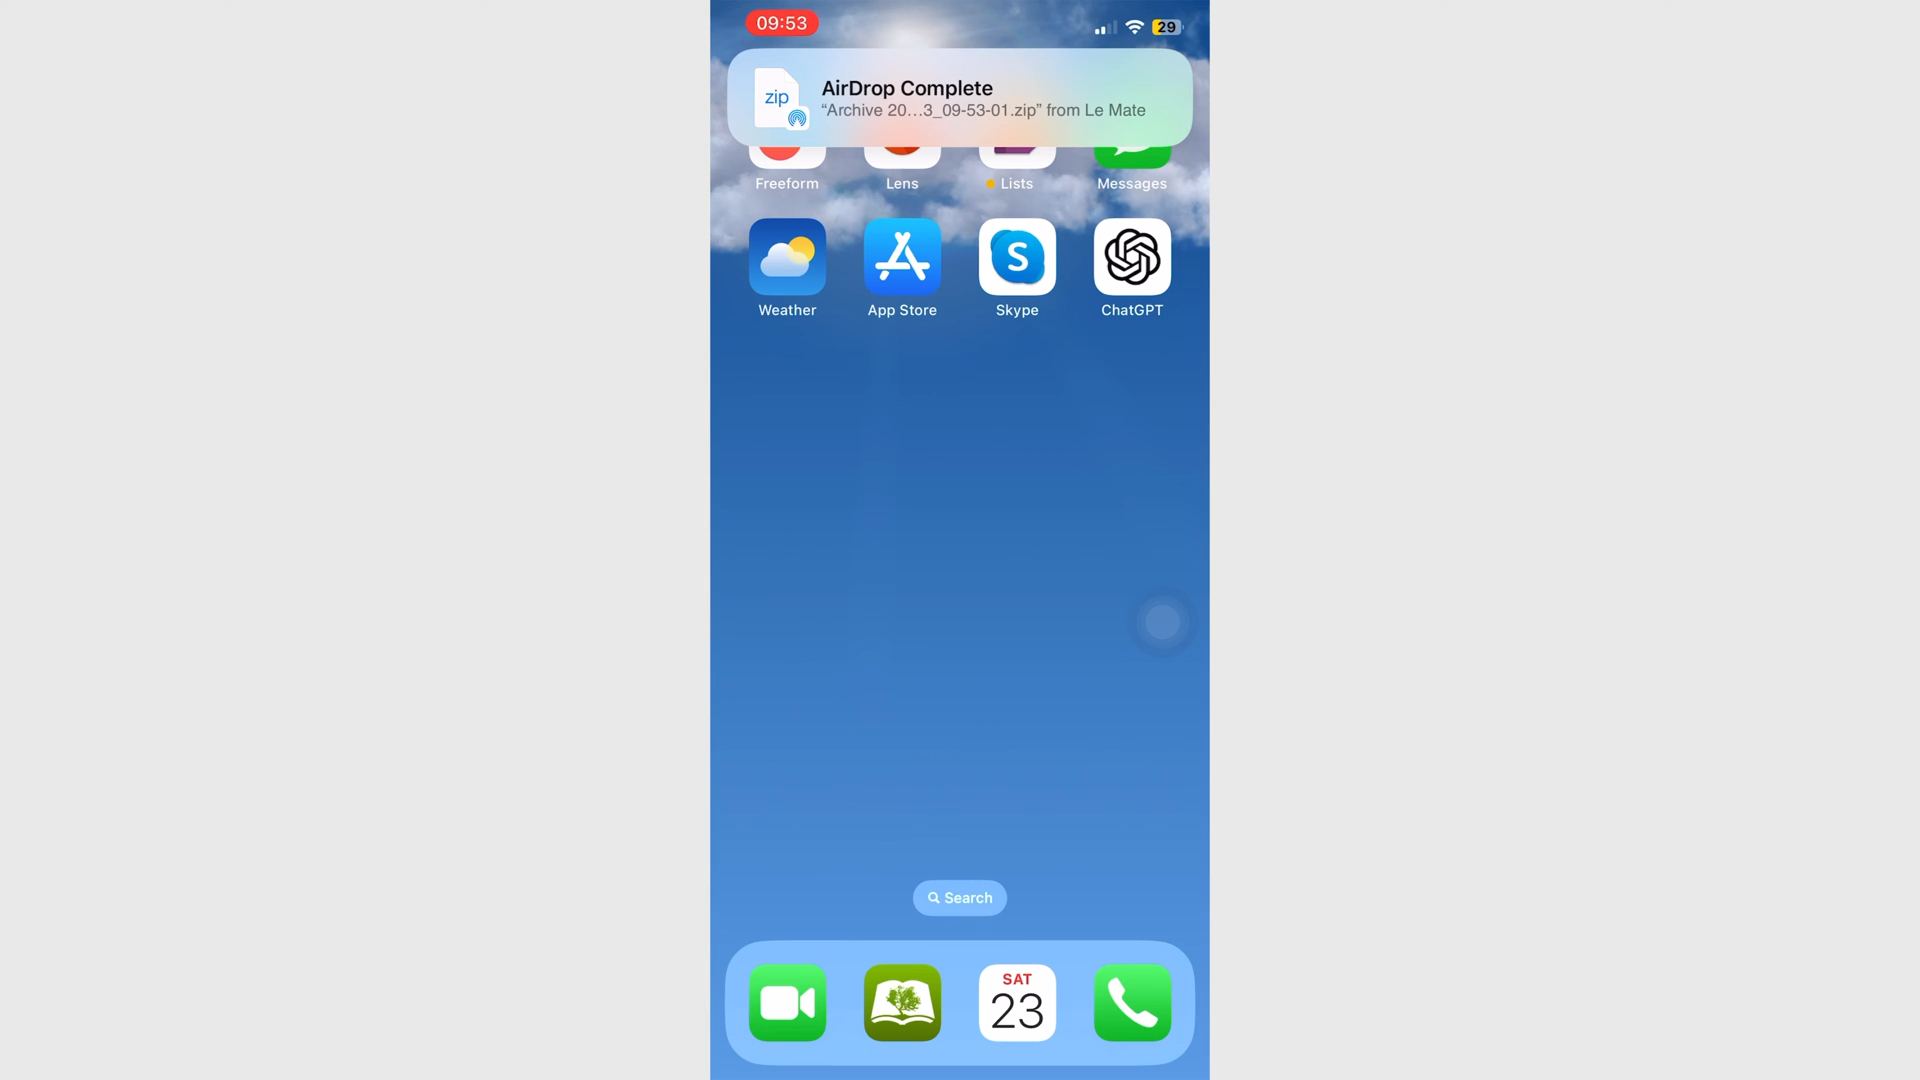 09:53
29
zip
AirDrop Complete
“Archive 20...3_09-53-01.zip” from Le Mate
Freeform
Lens
Lists
Messages
S
Weather
App Store
Skype
ChatGPT
Search
SAT
23